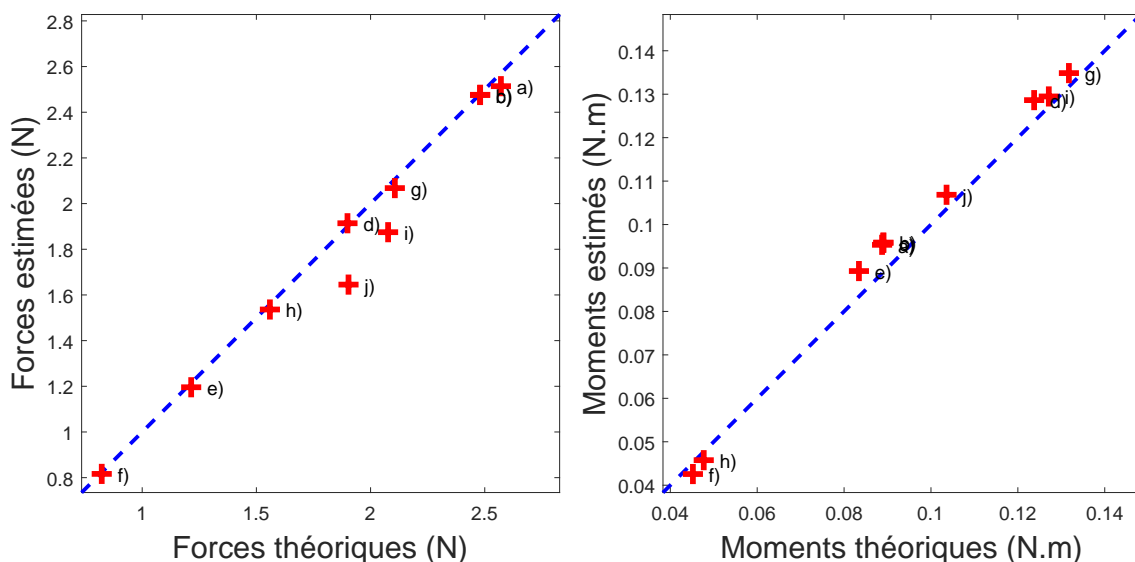 2.8
2.6
2.4
2.2
2
1.8
1.6
1.4
1.2
1
0.8
Forces estimées (N)
a)
b)
g)
d)
i)
j)
h)
e)
f)
1
1.5
2
2.5
Forces théoriques (N)
0.14
0.13
0.12
0.11
0.1
0.09
0.08
0.07
0.06
0.05
0.04
Moments estimés (N.m)
g)
i)
d)
j)
b)
a)
e)
h)
f)
0.04
0.06
0.08
0.1
0.12
0.14
Moments théoriques (N.m)